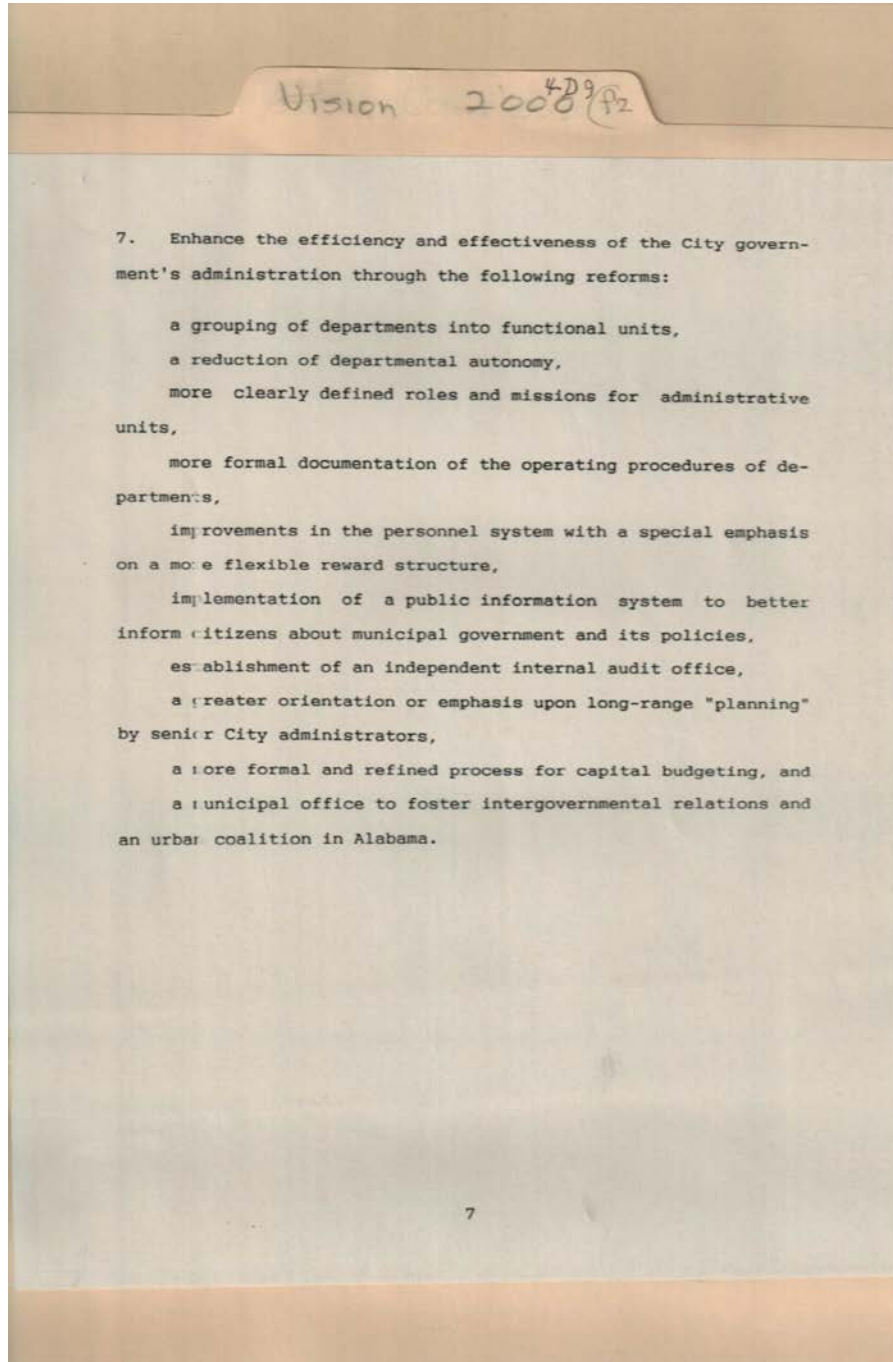 Vision 2000
4D9
P2
7. Enhance the efficiency and effectiveness of the City govern-
ment's administration through the following reforms:
a grouping of departments into functional units,
a reduction of departmental autonomy,
more clearly defined roles and missions for administrative
units,
more formal documentation of the operating procedures of de-
partments,
improvements in the personnel system with a special emphasis
on a more flexible reward structure,
implementation of a public information system to better
inform citizens about municipal government and its policies,
establishment of an independent internal audit office,
a greater orientation or emphasis upon long-range "planning"
by senior City administrators,
a more formal and refined process for capital budgeting, and
a municipal office to foster intergovernmental relations and
an urban coalition in Alabama.
7